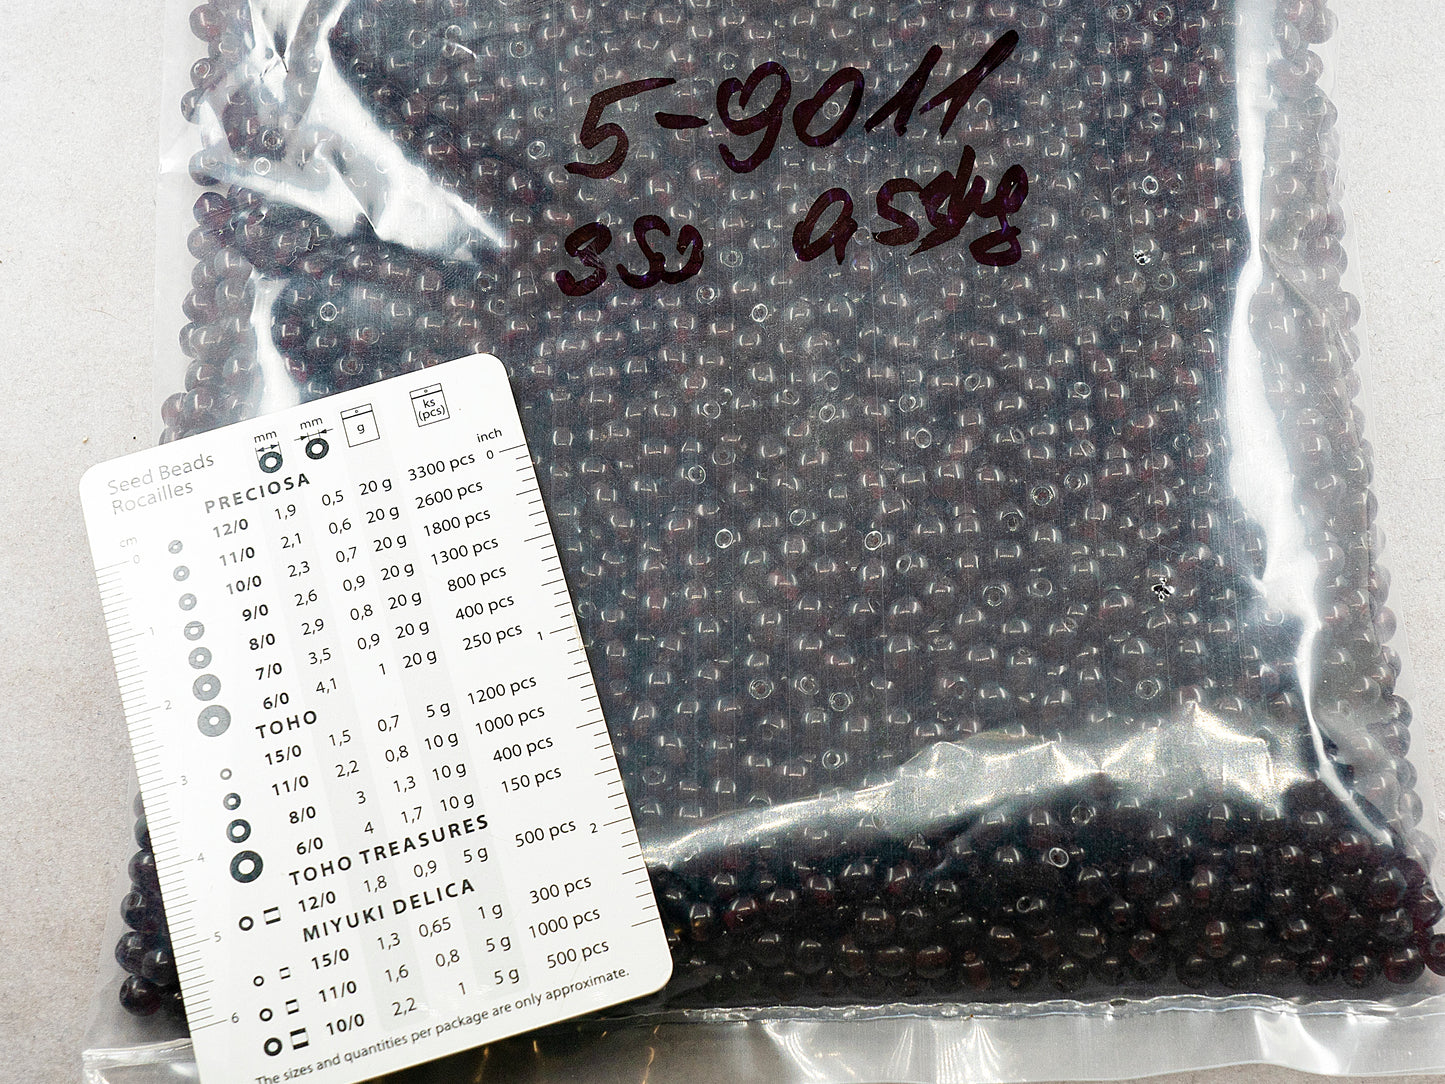 5-9011
mm
mm
g
ks
(pcs)
inch
Seed Beads
Rocailles
cm
PRECIOSA
12/0 1,9 0,5 20 g 3300 pcs
11/0 2,1 0,6 20 g 2600 pcs
10/0 2,3 0,7 20 g 1800 pcs
9/0 2,6 0,9 20 g 1300 pcs
8/0 2,9 0,8 20 g 800 pcs
7/0 3,5 0,9 20 g 400 pcs
6/0 4,1 1 20 g 250 pcs
TOHO
15/0 1,5 0,7 5 g 1200 pcs
11/0 2,2 0,8 10 g 1000 pcs
8/0 3 1,3 10 g 400 pcs
6/0 4 1,7 10 g 150 pcs
TOHO TREASURES
12/0 1,8 0,9 5 g 500 pcs
MIYUKI DELICA
15/0 1,3 0,65 1 g 300 pcs
11/0 1,6 0,8 5 g 1000 pcs
10/0 2,2 1 5 g 500 pcs
The sizes and quantities per package are only approximate.
0
1
2
3
4
5
6
0
1
2